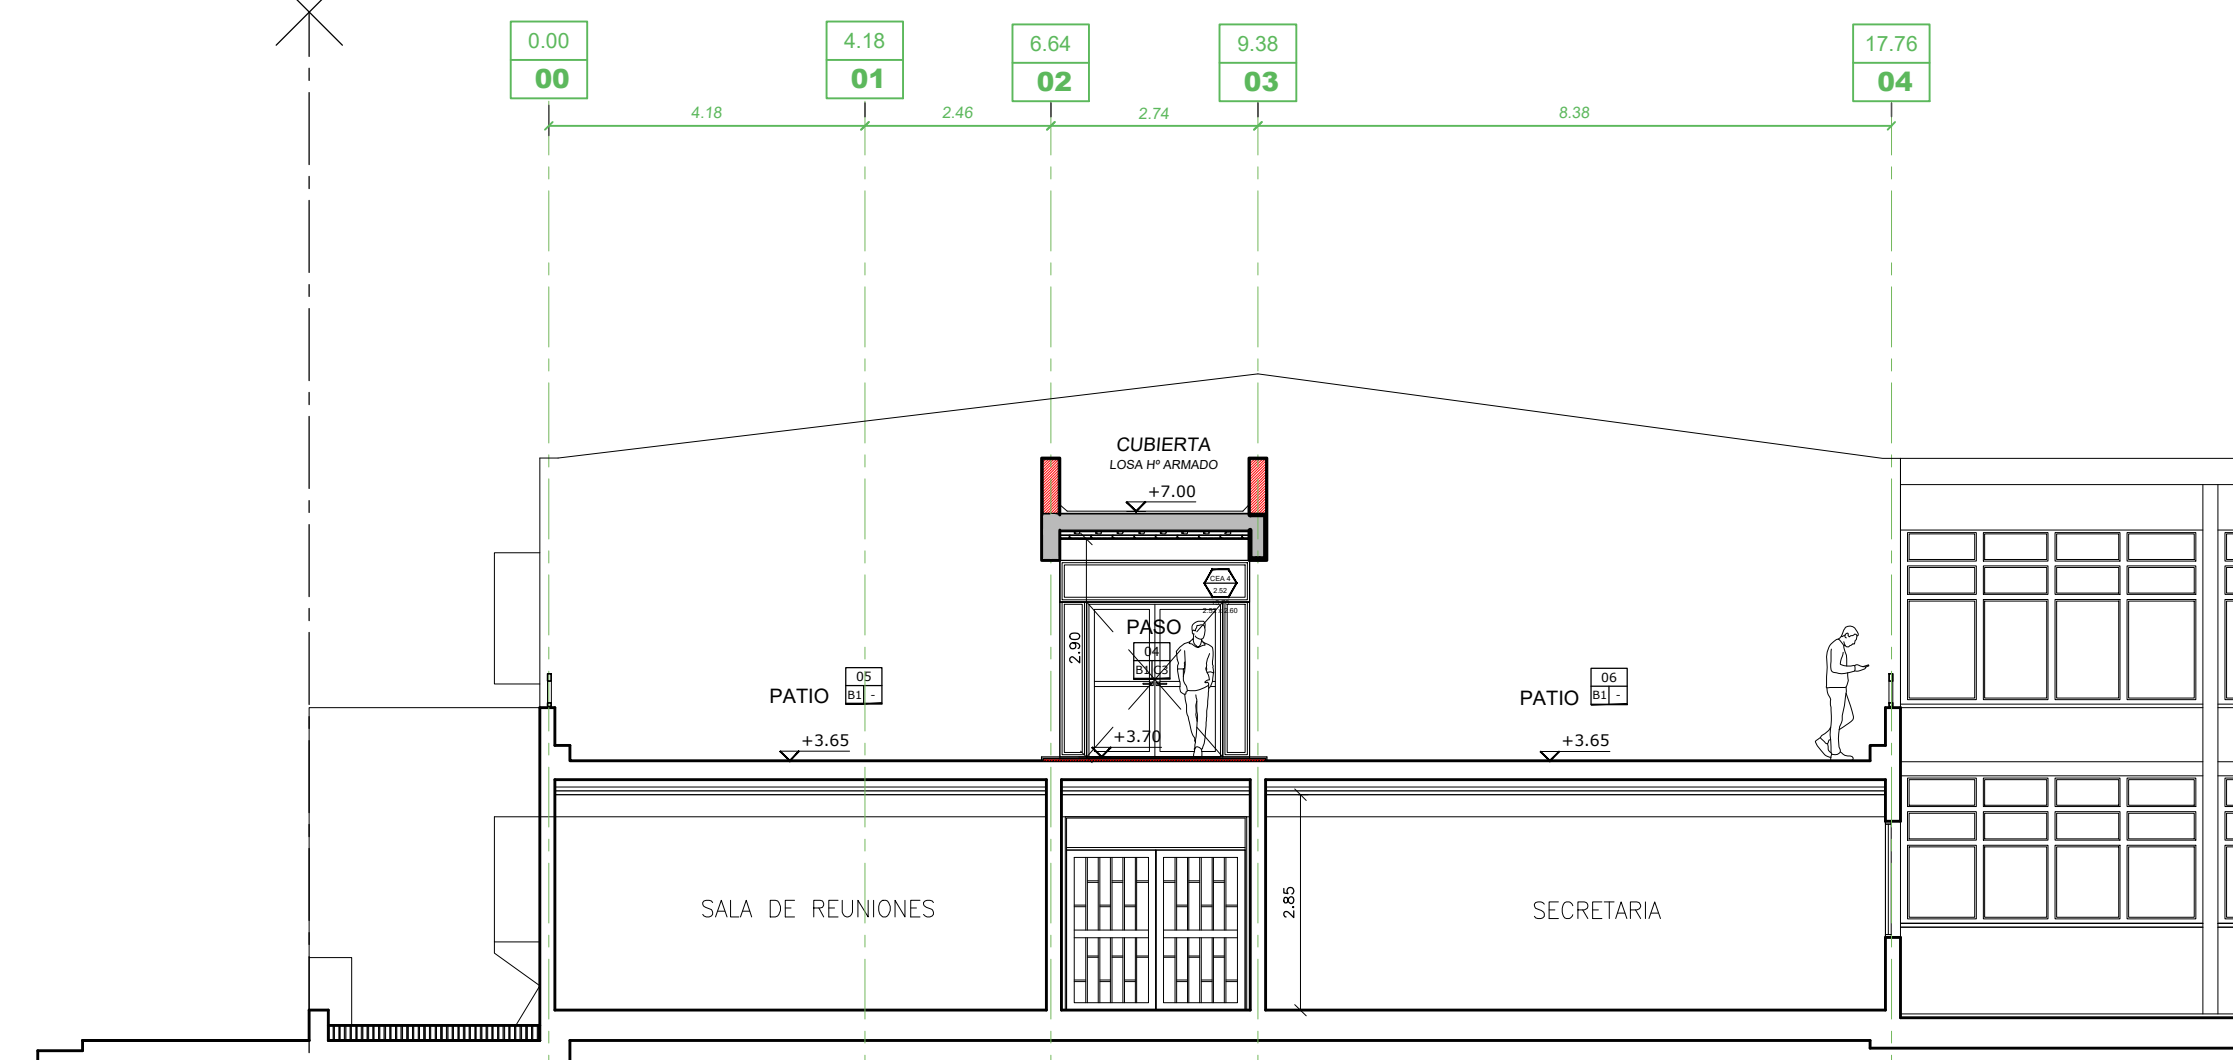 0.00
00
4.18
01
6.64
02
9.38
03
17.76
04
4.18
2.46
2.74
8.38
CUBIERTA
LOSA Hº ARMADO
+7.00
CEA 4
2.52
2.90
PASO
04
B1 C3
+3.70
PATIO
05
B1 -
+3.65
PATIO
06
B1 -
+3.65
SALA DE REUNIONES
2.85
SECRETARIA